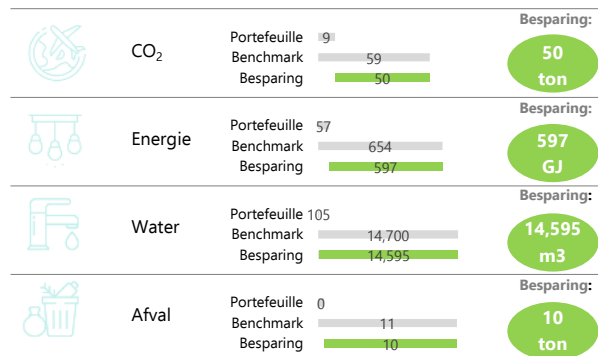 Besparing:
CO₂
Portefeuille 9
Benchmark 59
Besparing 50
50
ton
Besparing:
Energie
Portefeuille 57
Benchmark 654
Besparing 597
597
GJ
Besparing:
Water
Portefeuille 105
Benchmark 14,700
Besparing 14,595
14,595
m3
Besparing:
Afval
Portefeuille 0
Benchmark 11
Besparing 10
10
ton